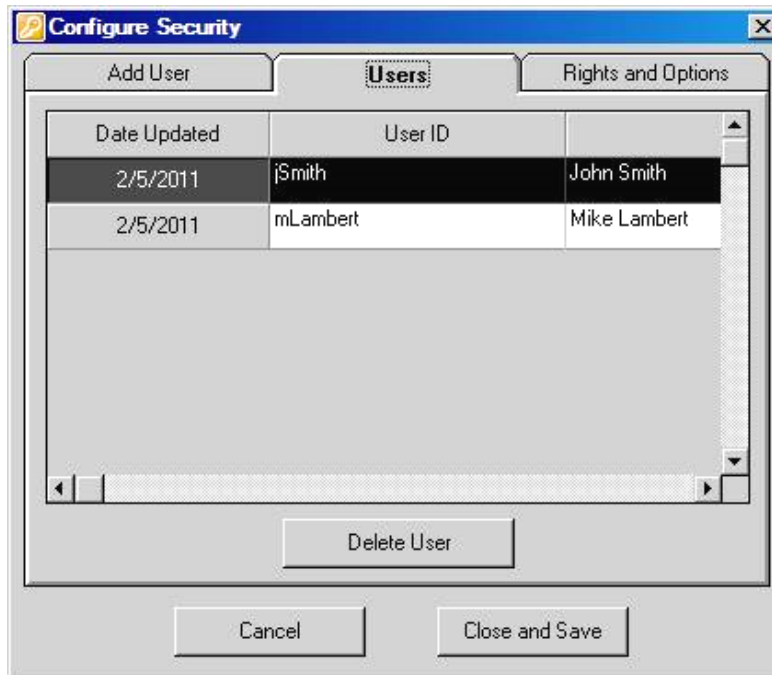 Configure Security
Add User Users Rights and Options
Date Updated User ID
2/5/2011 jSmith John Smith
2/5/2011 mLambert Mike Lambert
Delete User
Cancel Close and Save